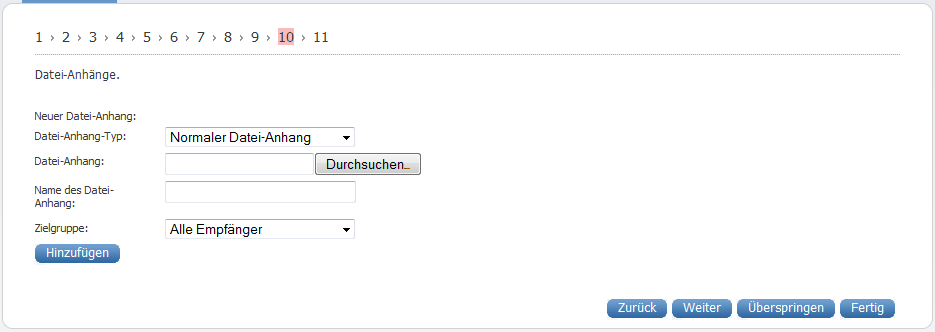 1 › 2 › 3 › 4 › 5 › 6 › 7 › 8 › 9 › 10 › 11
Datei-Anhänge.
Neuer Datei-Anhang:
Datei-Anhang-Typ: Normaler Datei-Anhang
Datei-Anhang: Durchsuchen...
Name des Datei-
Anhang:
Zielgruppe: Alle Empfänger
Hinzufügen
Zurück Weiter Überspringen Fertig